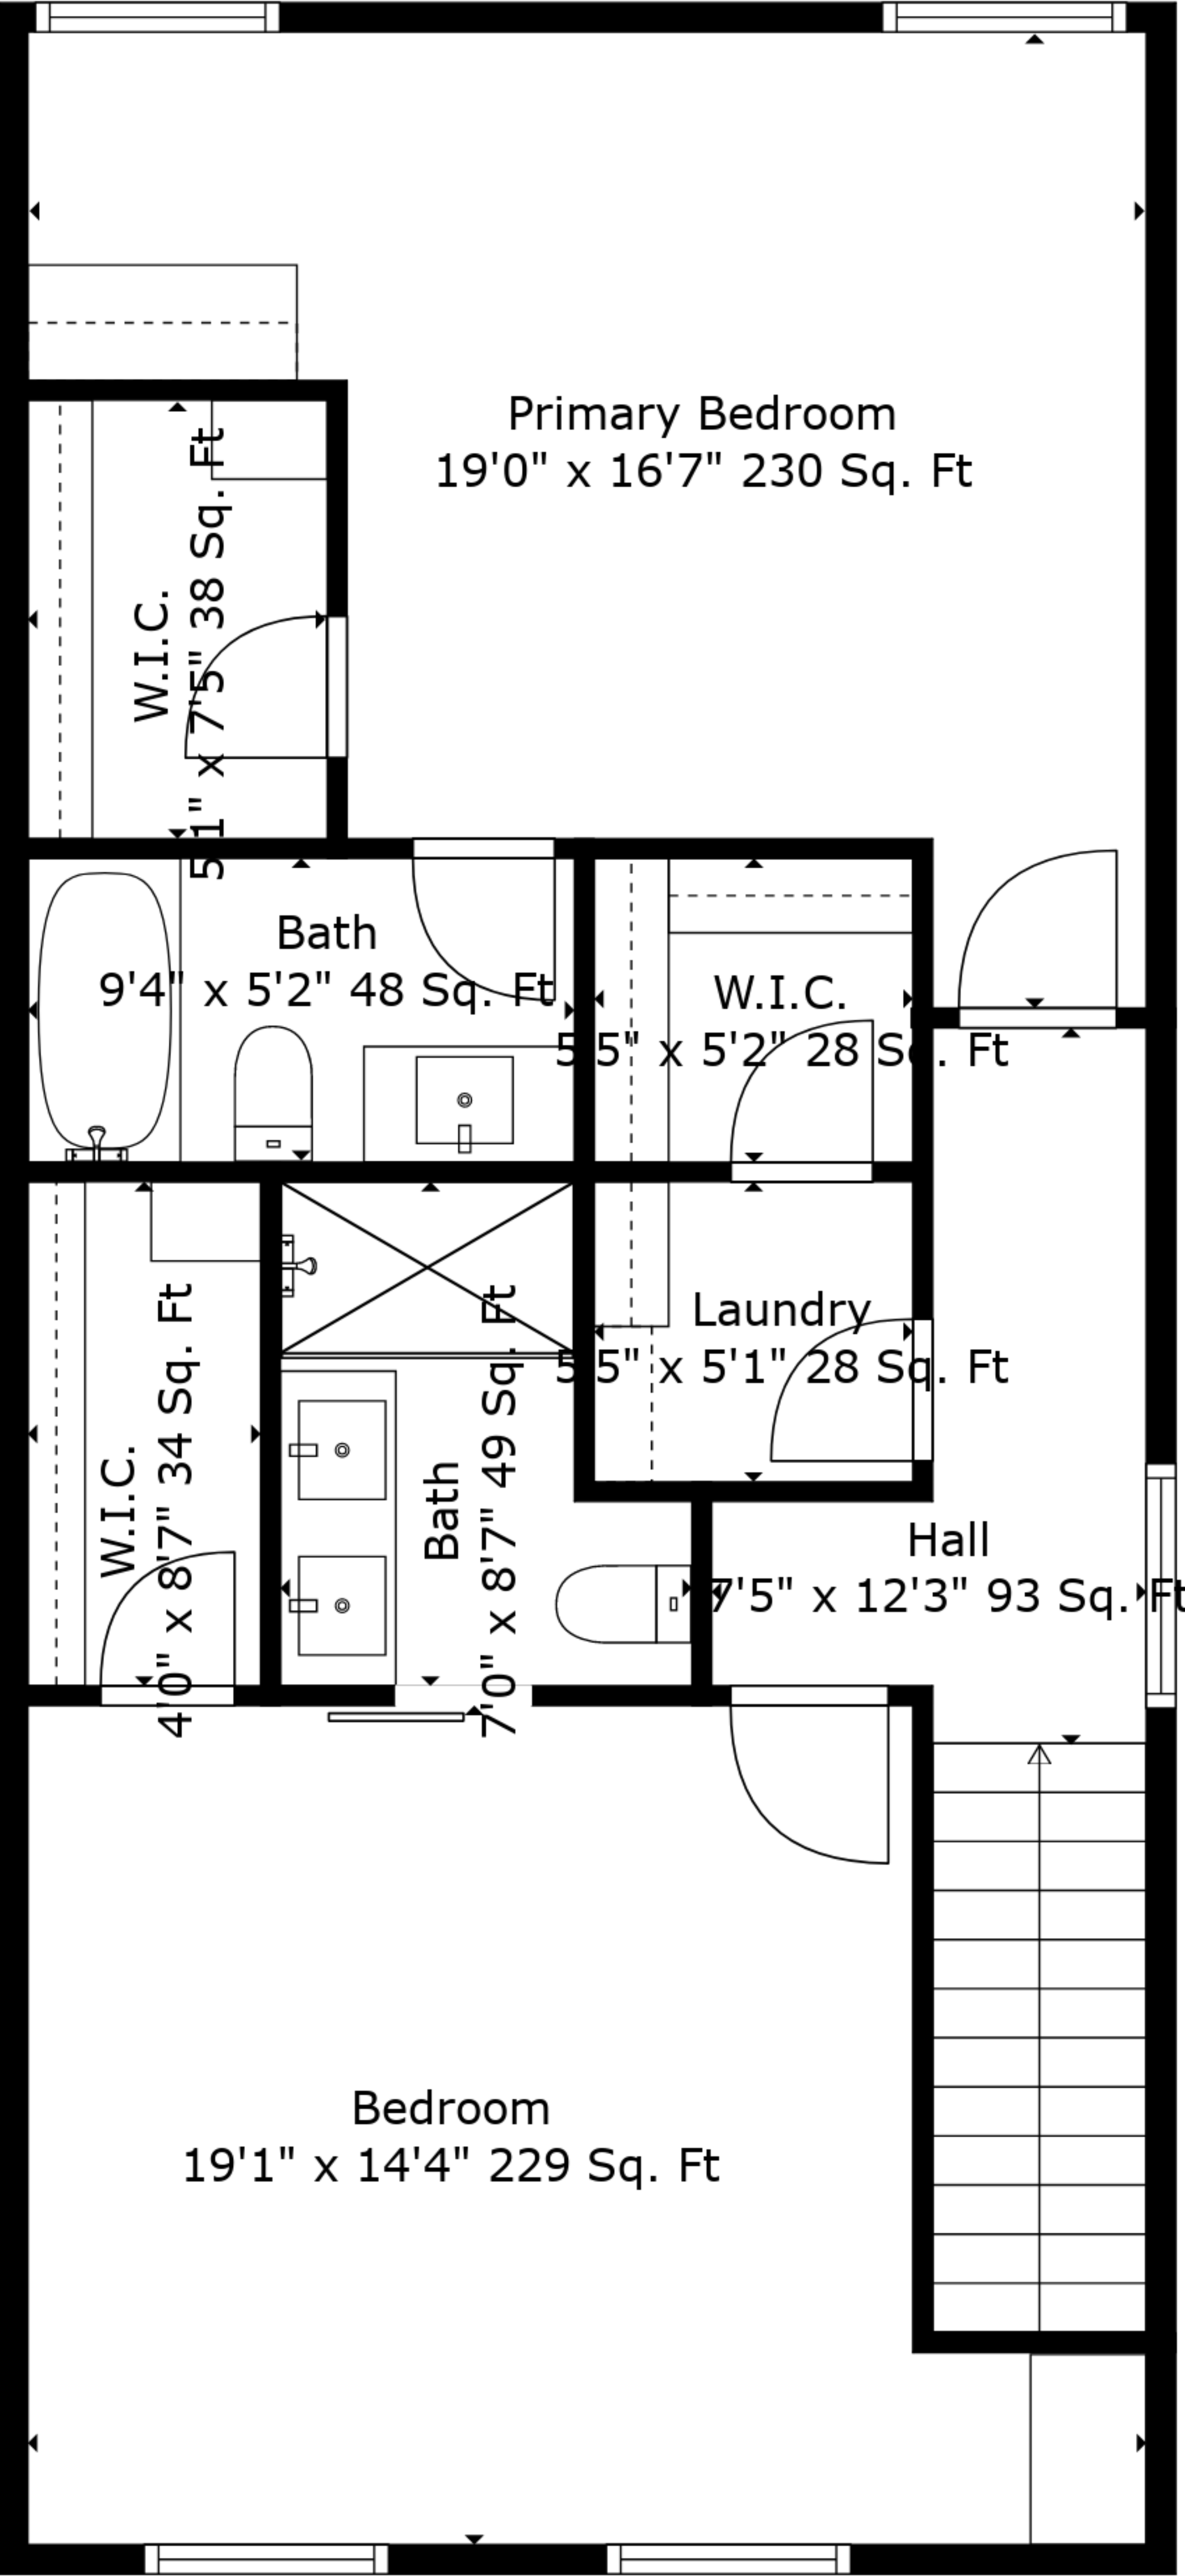 Primary Bedroom
19'0" x 16'7" 230 Sq. Ft
W.I.C.
5'1" x 7'5" 38 Sq. Ft
Bath
9'4" x 5'2" 48 Sq. Ft
W.I.C.
5'5" x 5'2" 28 Sq. Ft
Laundry
5'5" x 5'1" 28 Sq. Ft
W.I.C.
4'0" x 8'7" 34 Sq. Ft
Bath
7'0" x 8'7" 49 Sq. Ft
Hall
7'5" x 12'3" 93 Sq. Ft
Bedroom
19'1" x 14'4" 229 Sq. Ft